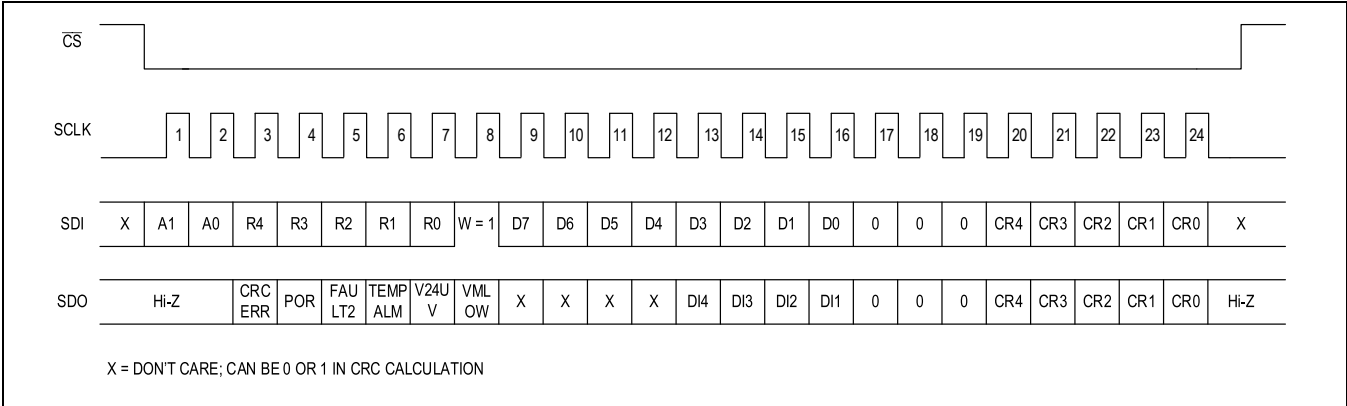 CS
SCLK 1 2 3 4 5 6 7 8 9 10 11 12 13 14 15 16 17 18 19 20 21 22 23 24
SDI X A1 A0 R4 R3 R2 R1 R0 W = 1 D7 D6 D5 D4 D3 D2 D1 D0 0 0 0 CR4 CR3 CR2 CR1 CR0 X
SDO Hi-Z CRC ERR POR FAU LT2 TEMP ALM V24U V VML OW X X X X DI4 DI3 DI2 DI1 0 0 0 CR4 CR3 CR2 CR1 CR0 Hi-Z
X = DON'T CARE; CAN BE 0 OR 1 IN CRC CALCULATION